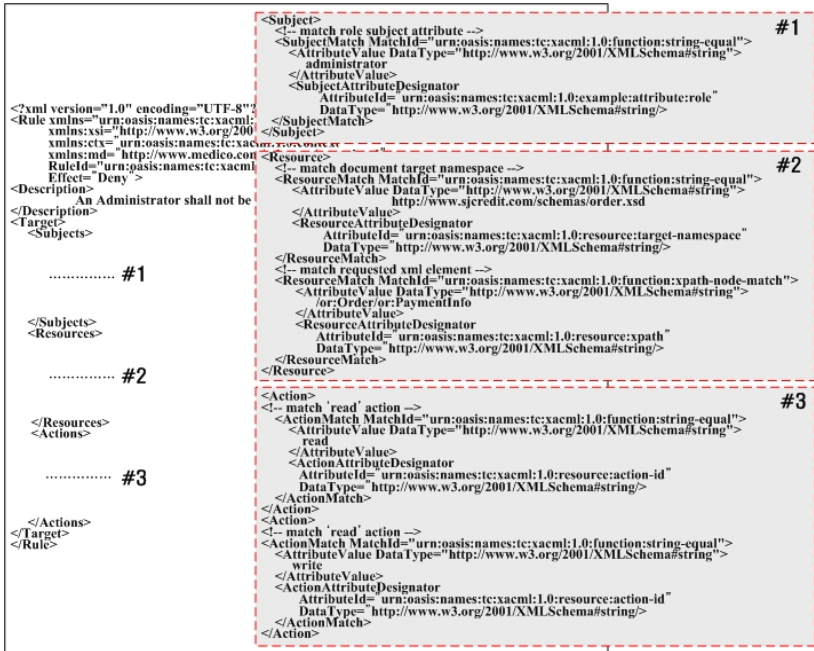 <?xml version="1.0" encoding="UTF-8"?
<Rule xmlns="urn:oasis:names:tc:xacml:
xmlns:xsi="http://www.w3.org/200
xmlns:ctx="urn:oasis:names:tc:xacml:1.0:context
xmlns:md="http://www.medico.com
RuleId="urn:oasis:names:tc:xacml
Effect="Deny">
<Description>
An Administrator shall not be
</Description>
<Target>
<Subjects>
............... #1
</Subjects>
<Resources>
............... #2
</Resources>
<Actions>
............... #3
</Actions>
</Target>
</Rule>
#1
<Subject>
<!-- match role subject attribute -->
<SubjectMatch MatchId="urn:oasis:names:tc:xacml:1.0:function:string-equal">
<AttributeValue DataType="http://www.w3.org/2001/XMLSchema#string">
administrator
</AttributeValue>
<SubjectAttributeDesignator
AttributeId="urn:oasis:names:tc:xacml:1.0:example:attribute:role"
DataType="http://www.w3.org/2001/XMLSchema#string/>
</SubjectMatch>
</Subject>
#2
<Resource>
<!-- match document target namespace -->
<ResourceMatch MatchId="urn:oasis:names:tc:xacml:1.0:function:string-equal">
<AttributeValue DataType="http://www.w3.org/2001/XMLSchema#string">
http://www.sjcredit.com/schemas/order.xsd
</AttributeValue>
<ResourceAttributeDesignator
AttributeId="urn:oasis:names:tc:xacml:1.0:resource:target-namespace"
DataType="http://www.w3.org/2001/XMLSchema#string/>
</ResourceMatch>
<!-- match requested xml element -->
<ResourceMatch MatchId="urn:oasis:names:tc:xacml:1.0:function:xpath-node-match">
<AttributeValue DataType="http://www.w3.org/2001/XMLSchema#string">
/or:Order/or:PaymentInfo
</AttributeValue>
<ResourceAttributeDesignator
AttributeId="urn:oasis:names:tc:xacml:1.0:resource:xpath"
DataType="http://www.w3.org/2001/XMLSchema#string/>
</ResourceMatch>
</Resource>
#3
<Action>
<!-- match 'read' action -->
<ActionMatch MatchId="urn:oasis:names:tc:xacml:1.0:function:string-equal">
<AttributeValue DataType="http://www.w3.org/2001/XMLSchema#string">
read
</AttributeValue>
<ActionAttributeDesignator
AttributeId="urn:oasis:names:tc:xacml:1.0:resource:action-id"
DataType="http://www.w3.org/2001/XMLSchema#string/>
</ActionMatch>
</Action>
<Action>
<!-- match 'read' action -->
<ActionMatch MatchId="urn:oasis:names:tc:xacml:1.0:function:string-equal">
<AttributeValue DataType="http://www.w3.org/2001/XMLSchema#string">
write
</AttributeValue>
<ActionAttributeDesignator
AttributeId="urn:oasis:names:tc:xacml:1.0:resource:action-id"
DataType="http://www.w3.org/2001/XMLSchema#string/>
</ActionMatch>
</Action>